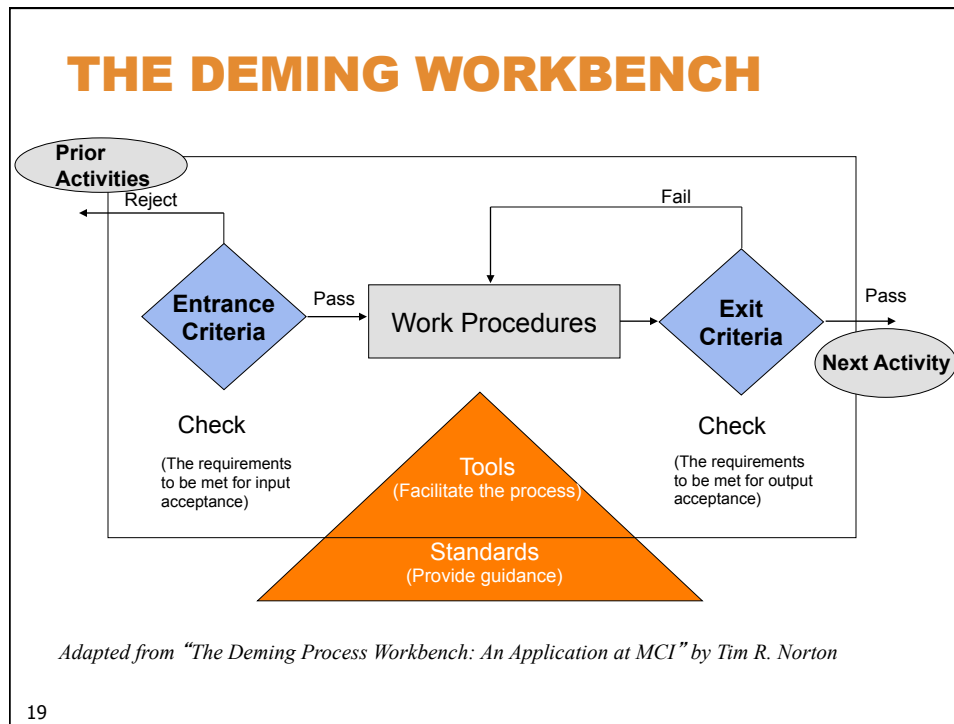 THE DEMING WORKBENCH
Prior
Activities
Reject
Fail
Entrance
Criteria
Pass
Work Procedures
Exit
Criteria
Pass
Next Activity
Check
(The requirements
to be met for input
acceptance)
Check
(The requirements
to be met for output
acceptance)
Tools
(Facilitate the process)
Standards
(Provide guidance)
Adapted from “The Deming Process Workbench: An Application at MCI” by Tim R. Norton
19